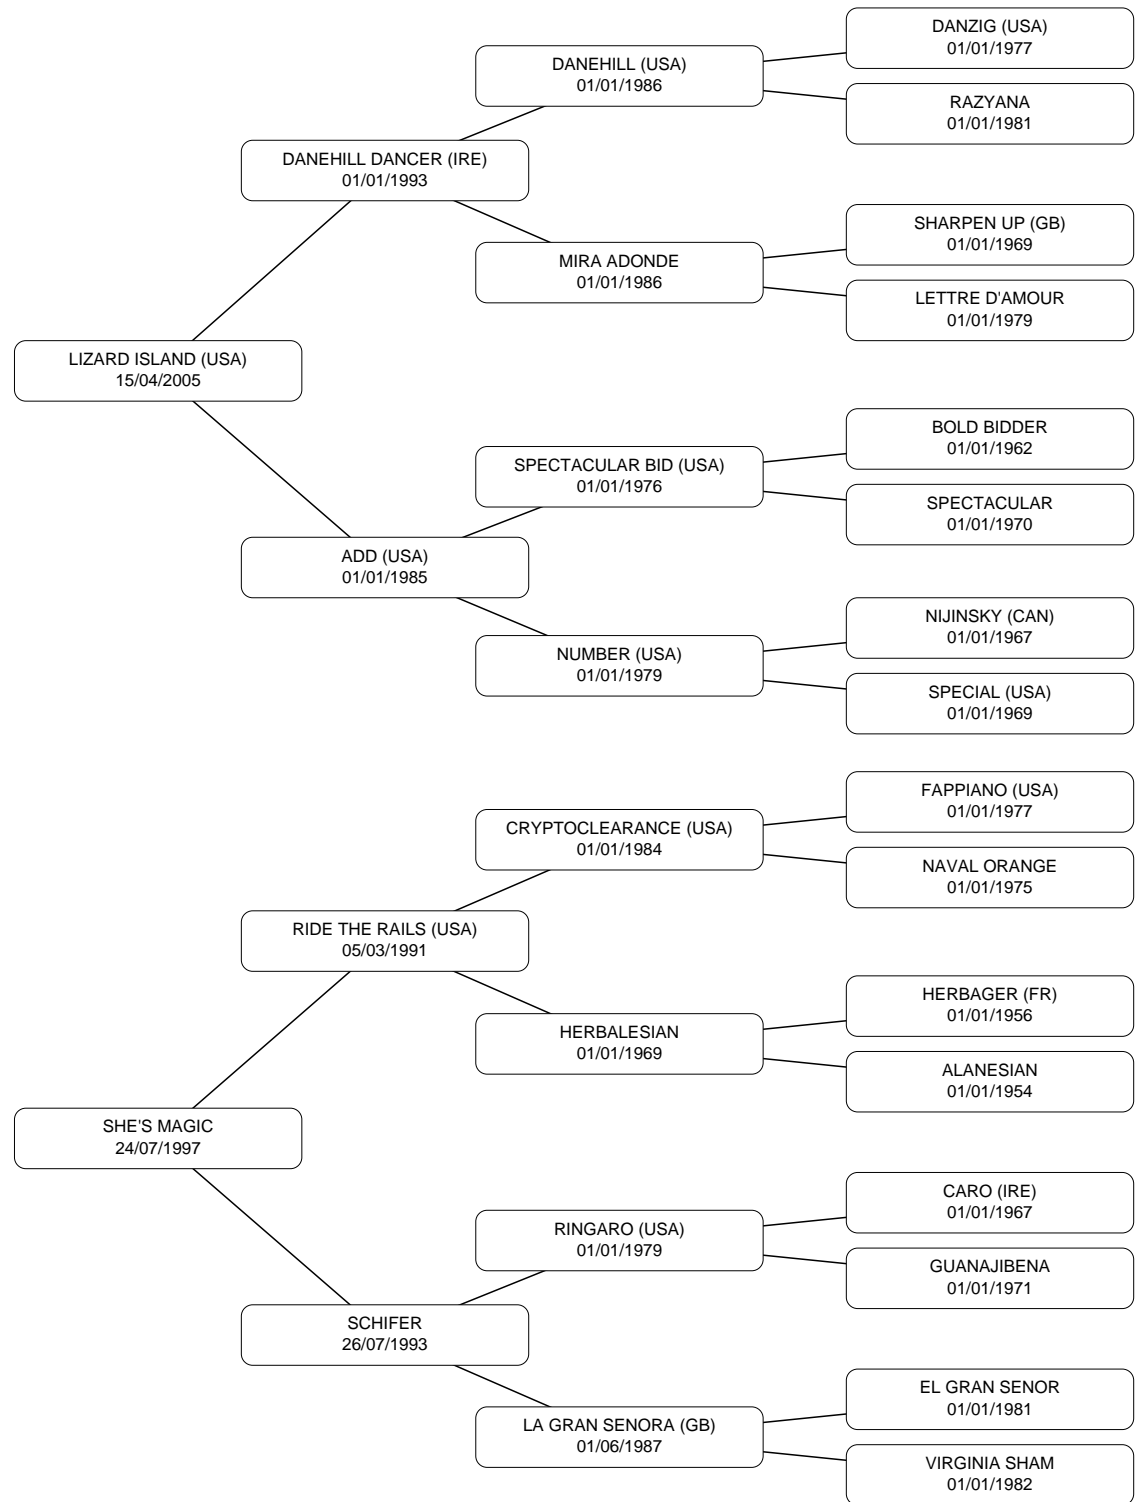 DANZIG (USA)
01/01/1977
DANEHILL (USA)
01/01/1986
RAZYANA
01/01/1981
DANEHILL DANCER (IRE)
01/01/1993
SHARPEN UP (GB)
01/01/1969
MIRA ADONDE
01/01/1986
LETTRE D'AMOUR
01/01/1979
LIZARD ISLAND (USA)
15/04/2005
BOLD BIDDER
01/01/1962
SPECTACULAR BID (USA)
01/01/1976
SPECTACULAR
01/01/1970
ADD (USA)
01/01/1985
NIJINSKY (CAN)
01/01/1967
NUMBER (USA)
01/01/1979
SPECIAL (USA)
01/01/1969
FAPPIANO (USA)
01/01/1977
CRYPTOCLEARANCE (USA)
01/01/1984
NAVAL ORANGE
01/01/1975
RIDE THE RAILS (USA)
05/03/1991
HERBAGER (FR)
01/01/1956
HERBALESIAN
01/01/1969
ALANESIAN
01/01/1954
SHE'S MAGIC
24/07/1997
CARO (IRE)
01/01/1967
RINGARO (USA)
01/01/1979
GUANAJIBENA
01/01/1971
SCHIFER
26/07/1993
EL GRAN SENOR
01/01/1981
LA GRAN SENORA (GB)
01/06/1987
VIRGINIA SHAM
01/01/1982